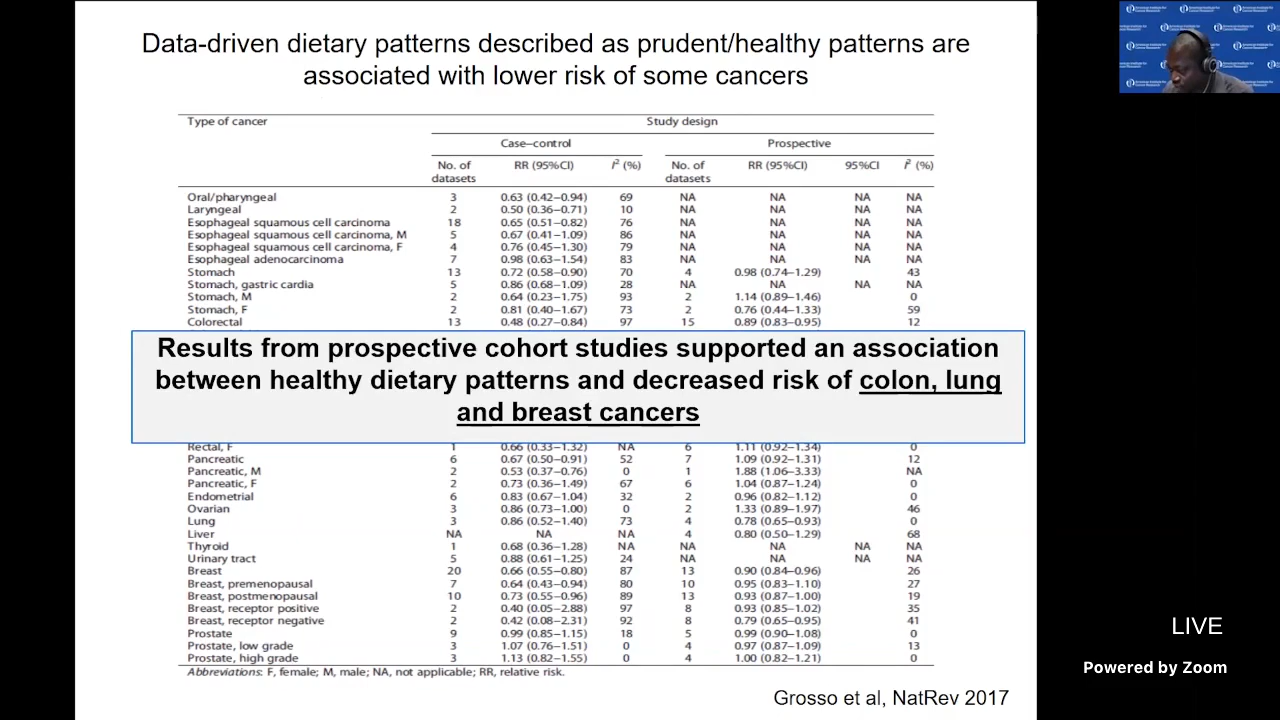 Data-driven dietary patterns described as prudent/healthy patterns are
associated with lower risk of some cancers
Type of cancer Study design
Case–control Prospective
No. of datasets RR (95%CI) I² (%) No. of datasets RR (95%CI) 95%CI I² (%)
Oral/pharyngeal 3 0.63 (0.42–0.94) 69 NA NA NA NA
Laryngeal 2 0.50 (0.36–0.71) 10 NA NA NA NA
Esophageal squamous cell carcinoma 18 0.65 (0.51–0.82) 76 NA NA NA NA
Esophageal squamous cell carcinoma, M 5 0.67 (0.41–1.09) 86 NA NA NA NA
Esophageal squamous cell carcinoma, F 4 0.76 (0.45–1.30) 79 NA NA NA NA
Esophageal adenocarcinoma 7 0.98 (0.63–1.54) 83 NA NA NA NA
Stomach 13 0.72 (0.58–0.90) 70 4 0.98 (0.74–1.29) 43
Stomach, gastric cardia 5 0.86 (0.68–1.09) 28 NA NA NA NA
Stomach, M 2 0.64 (0.23–1.75) 93 2 1.14 (0.89–1.46) 0
Stomach, F 2 0.81 (0.40–1.67) 73 2 0.76 (0.44–1.33) 59
Colorectal 13 0.48 (0.27–0.84) 97 15 0.89 (0.83–0.95) 12
Results from prospective cohort studies supported an association
between healthy dietary patterns and decreased risk of colon, lung
and breast cancers
Rectal, F 1 0.66 (0.33–1.32) NA 6 1.11 (0.92–1.34) 0
Pancreatic 6 0.67 (0.50–0.91) 52 7 1.09 (0.92–1.31) 12
Pancreatic, M 2 0.53 (0.37–0.76) 0 1 1.88 (1.06–3.33) NA
Pancreatic, F 2 0.73 (0.36–1.49) 67 6 1.04 (0.87–1.24) 0
Endometrial 6 0.83 (0.67–1.04) 32 2 0.96 (0.82–1.12) 0
Ovarian 3 0.86 (0.73–1.00) 0 2 1.33 (0.89–1.97) 46
Lung 3 0.86 (0.52–1.40) 73 4 0.78 (0.65–0.93) 0
Liver NA NA NA 4 0.80 (0.50–1.29) 68
Thyroid 1 0.68 (0.36–1.28) NA NA NA NA NA
Urinary tract 5 0.88 (0.61–1.25) 24 NA NA NA NA
Breast 20 0.66 (0.55–0.80) 87 13 0.90 (0.84–0.96) 26
Breast, premenopausal 7 0.64 (0.43–0.94) 80 10 0.95 (0.83–1.10) 27
Breast, postmenopausal 10 0.73 (0.55–0.96) 89 13 0.93 (0.87–1.00) 19
Breast, receptor positive 2 0.40 (0.05–2.88) 97 8 0.93 (0.85–1.02) 35
Breast, receptor negative 2 0.42 (0.08–2.31) 92 8 0.79 (0.65–0.95) 41
Prostate 9 0.99 (0.85–1.15) 18 5 0.99 (0.90–1.08) 0
Prostate, low grade 3 1.07 (0.76–1.51) 0 4 0.97 (0.87–1.09) 13
Prostate, high grade 3 1.13 (0.82–1.55) 0 4 1.00 (0.82–1.21) 0
Abbreviations: F, female; M, male; NA, not applicable; RR, relative risk.
Grosso et al, NatRev 2017
American Institute for Cancer Research
LIVE
Powered by Zoom